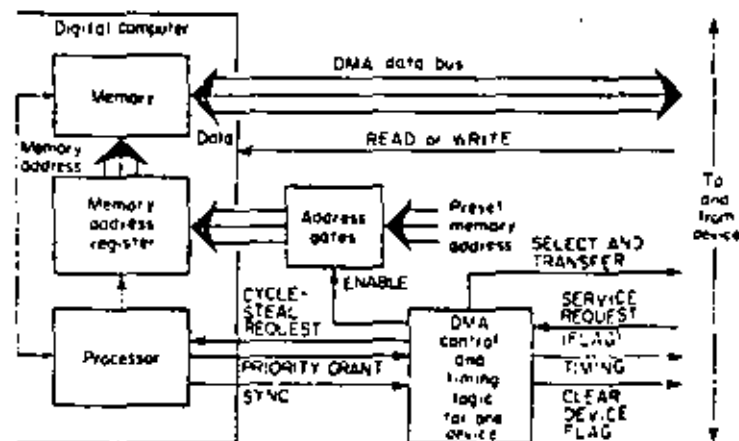 Digital computer
DMA data bus
Memory
Memory
address
Data
READ or WRITE
Memory
address
register
Address
gates
Preset
memory
address
To
and
from
device
SELECT AND
TRANSFER
ENABLE
CYCLE-
STEAL
REQUEST
SERVICE
REQUEST
(FLAG)
Processor
PRIORITY GRANT
SYNC
DMA
control
and
timing
logic
for one
device
TIMING
CLEAR
DEVICE
FLAG